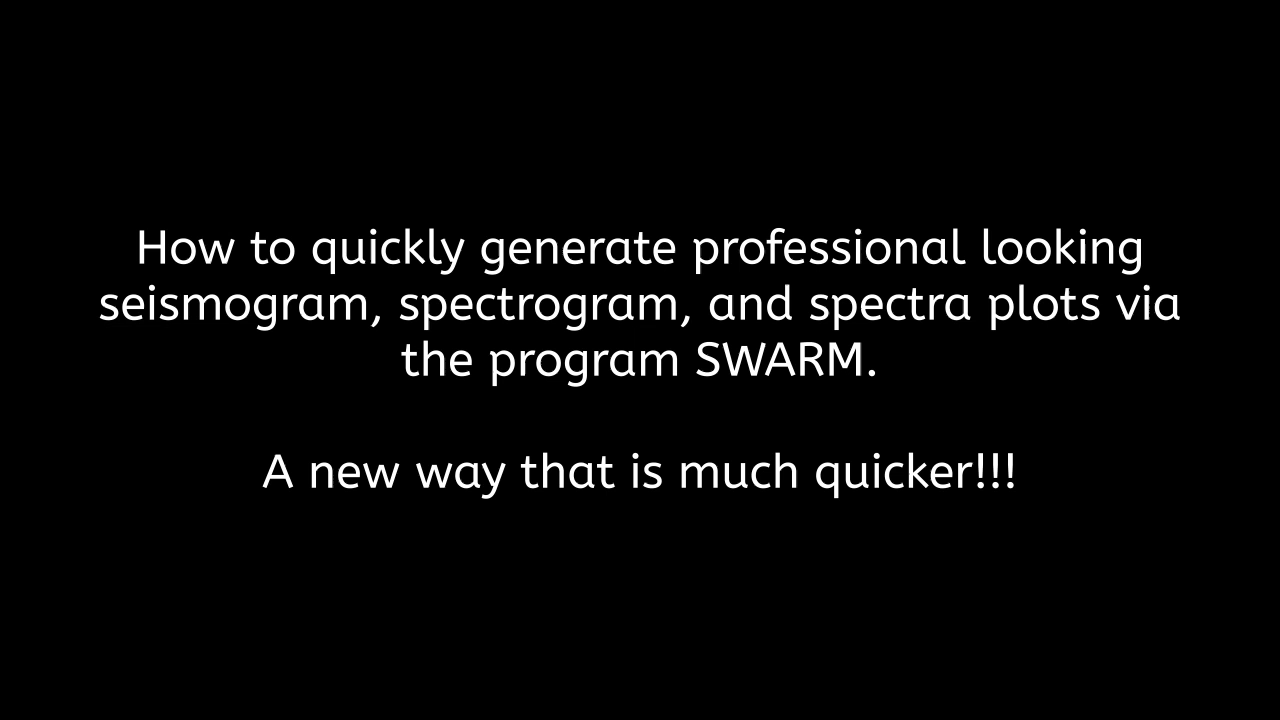 How to quickly generate professional looking
seismogram, spectrogram, and spectra plots via
the program SWARM.
A new way that is much quicker!!!